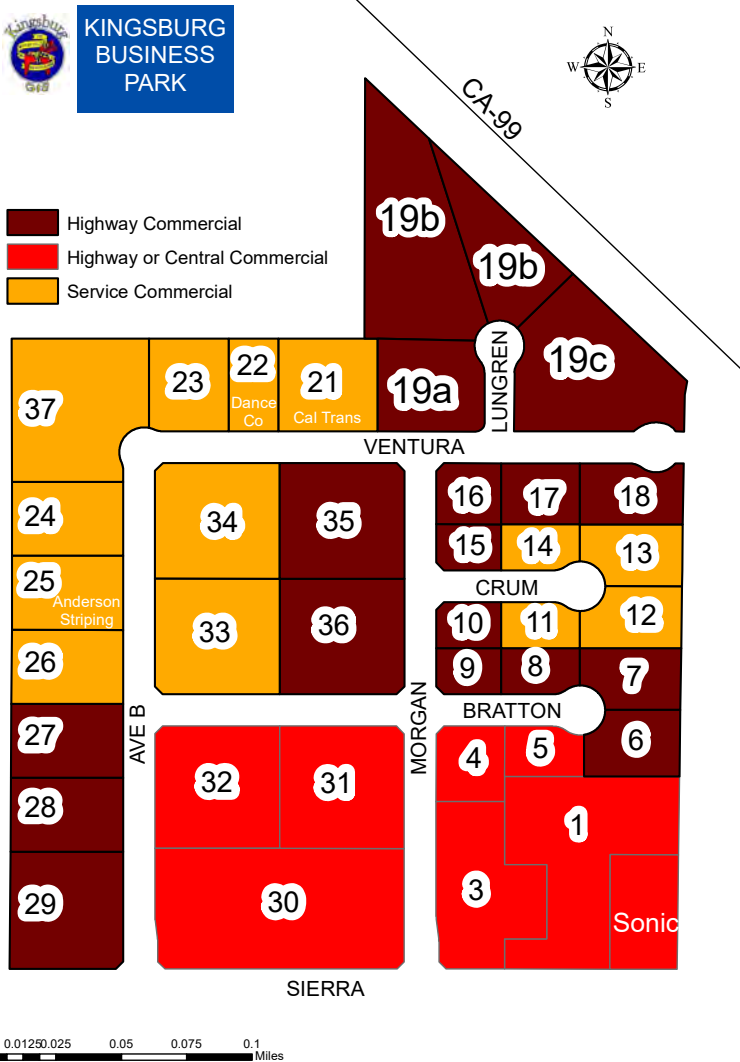 Kingsburg
GIS
KINGSBURG
BUSINESS
PARK
N
W E
S
CA-99
Highway Commercial
Highway or Central Commercial
Service Commercial
19b
19b
19c
19a
LUNGREN
37
23
22
Dance
Co
21
Cal Trans
VENTURA
24
25
Anderson
Striping
26
27
28
29
AVE B
34
35
33
36
MORGAN
16
17
18
15
14
13
CRUM
10
11
12
9
8
7
BRATTON
6
32
31
30
4
5
1
3
Sonic
SIERRA
0.0125 0.025 0.05 0.075 0.1
Miles